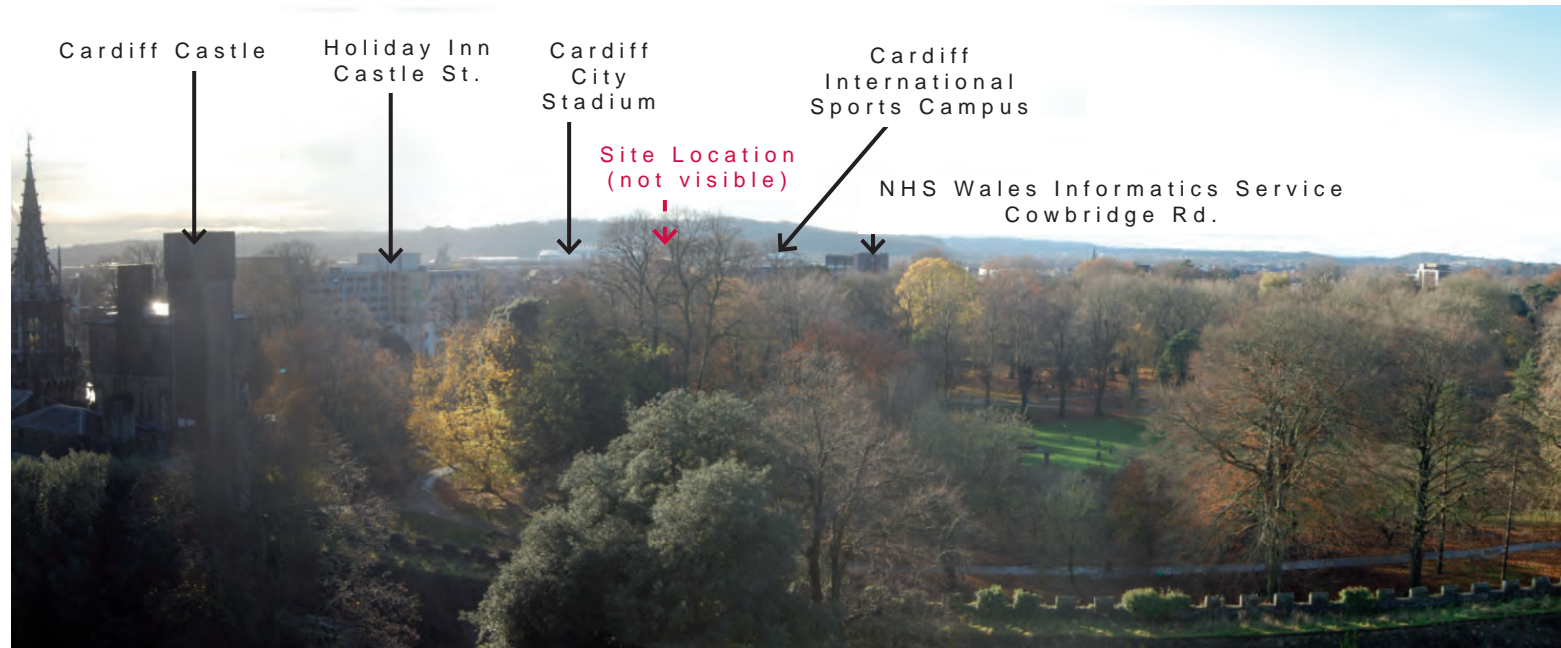 Cardiff Castle
Holiday Inn
Castle St.
Cardiff
City
Stadium
Site Location
(not visible)
Cardiff
International
Sports Campus
NHS Wales Informatics Service
Cowbridge Rd.